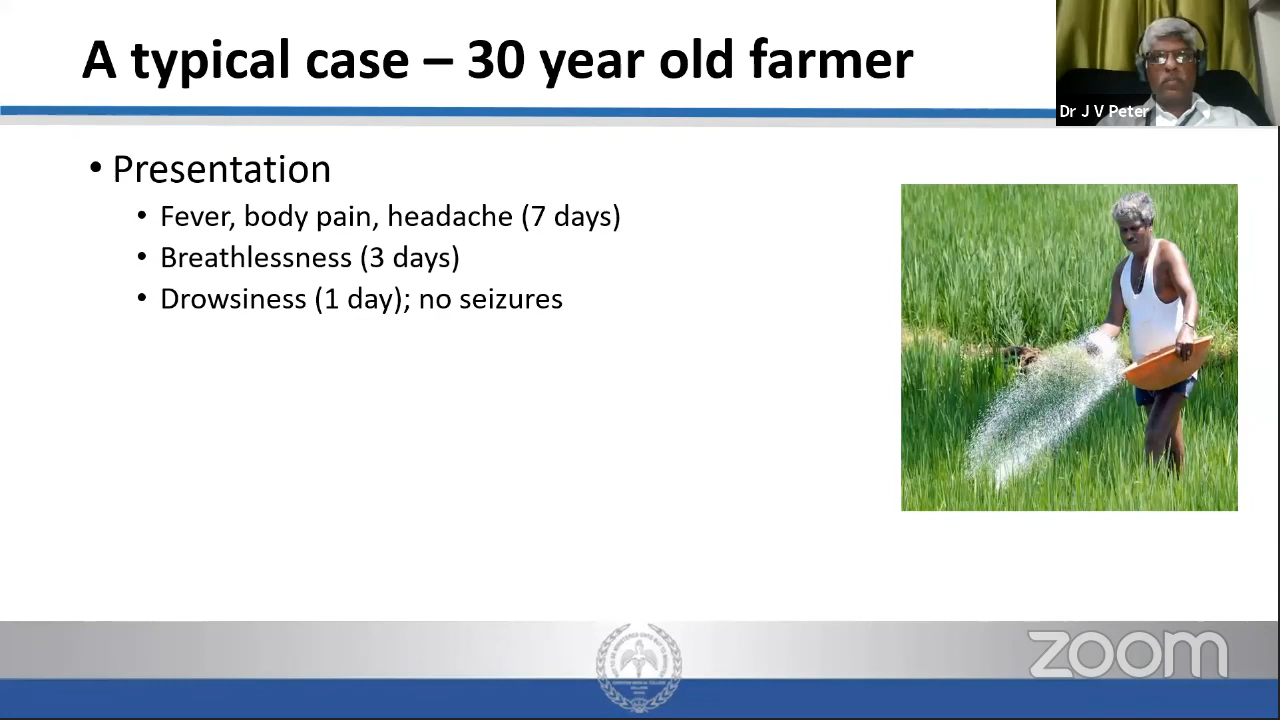 A typical case – 30 year old farmer
Dr J V Peter
• Presentation
• Fever, body pain, headache (7 days)
• Breathlessness (3 days)
• Drowsiness (1 day); no seizures
zoom